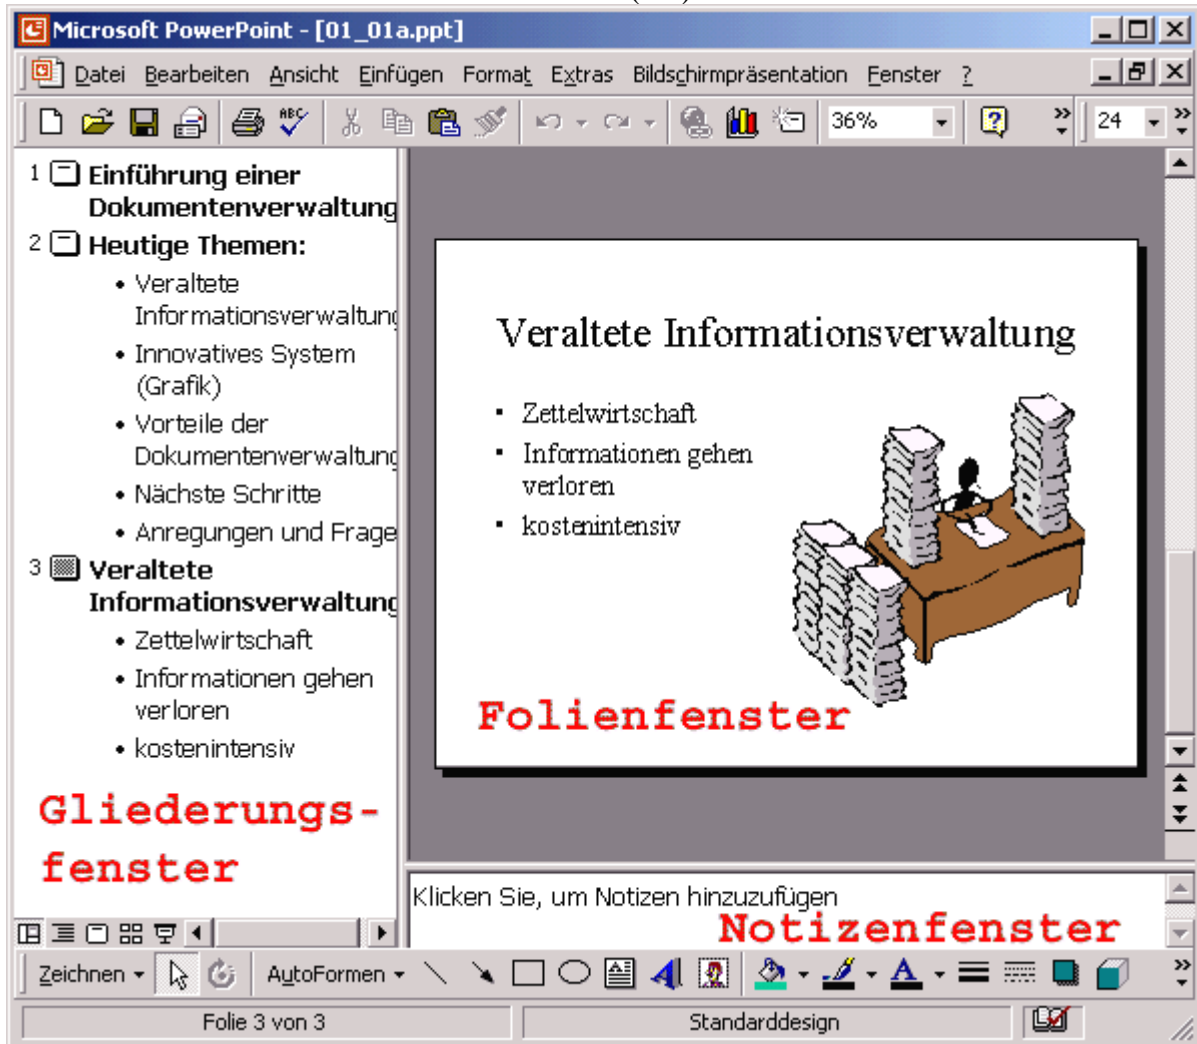 Microsoft PowerPoint - [01_01a.ppt]
Datei Bearbeiten Ansicht Einfügen Format Extras Bildschirmpräsentation Fenster ?
ABC
36%
24
1 Einführung einer
Dokumentenverwaltung
2 Heutige Themen:
• Veraltete
Informationsverwaltung
• Innovatives System
(Grafik)
• Vorteile der
Dokumentenverwaltung
• Nächste Schritte
• Anregungen und Frage
3 Veraltete
Informationsverwaltung
• Zettelwirtschaft
• Informationen gehen
verloren
• kostenintensiv
Gliederungs-
fenster
Veraltete Informationsverwaltung
▪ Zettelwirtschaft
▪ Informationen gehen
verloren
▪ kostenintensiv
Folienfenster
Klicken Sie, um Notizen hinzuzufügen
Notizenfenster
Zeichnen AutoFormen
Folie 3 von 3
Standarddesign